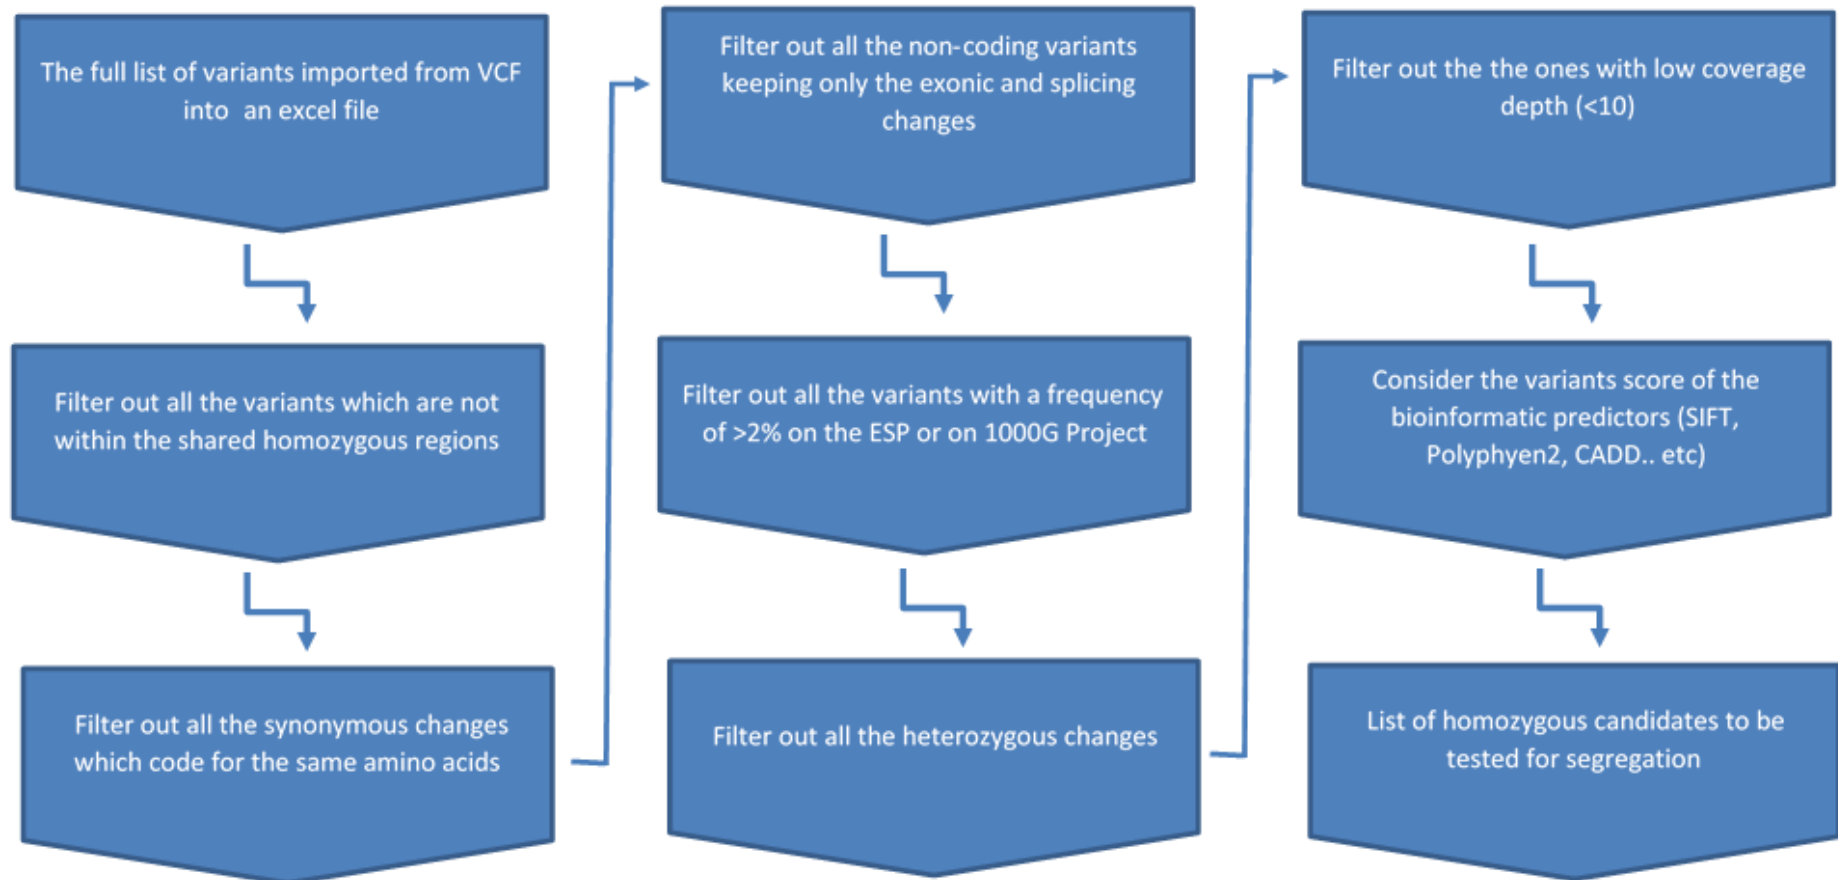 The full list of variants imported from VCF
into an excel file
Filter out all the variants which are not
within the shared homozygous regions
Filter out all the synonymous changes
which code for the same amino acids
Filter out all the non-coding variants
keeping only the exonic and splicing
changes
Filter out all the variants with a frequency
of >2% on the ESP or on 1000G Project
Filter out all the heterozygous changes
Filter out the the ones with low coverage
depth (<10)
Consider the variants score of the
bioinformatic predictors (SIFT,
Polyphyen2, CADD.. etc)
List of homozygous candidates to be
tested for segregation